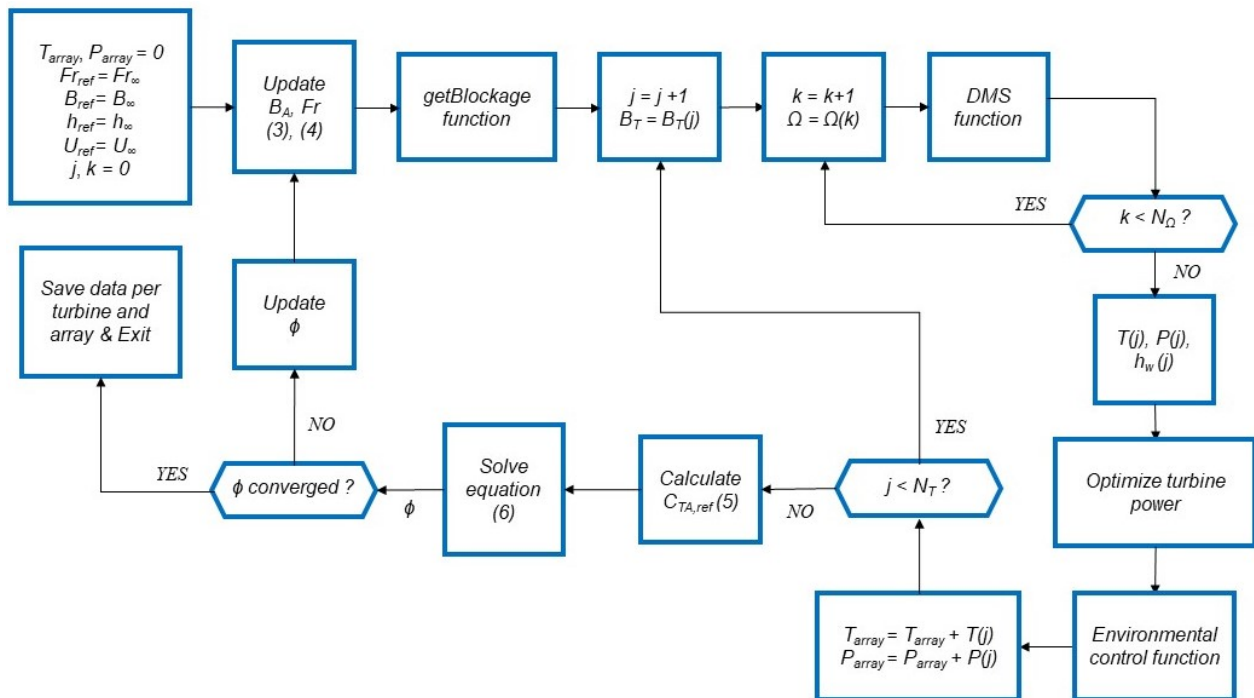 T_array, P_array = 0
Fr_ref = Fr_∞
B_ref = B_∞
h_ref = h_∞
U_ref = U_∞
j, k = 0
Update
B_A, Fr
(3), (4)
getBlockage
function
j = j +1
B_T = B_T(j)
k = k+1
Ω = Ω(k)
DMS
function
YES
k < N_Ω ?
NO
Save data per
turbine and
array & Exit
Update
ϕ
T(j), P(j),
h_w (j)
NO
YES
YES
ϕ converged ?
ϕ
Solve
equation
(6)
Calculate
C_TA,ref (5)
NO
j < N_T ?
Optimize turbine
power
T_array = T_array + T(j)
P_array = P_array + P(j)
Environmental
control function